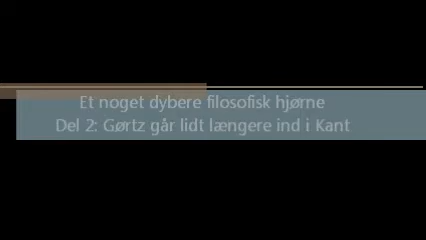 Et noget dybere filosofisk hjørne
Del 2: Gørtz går lidt længere ind i Kant